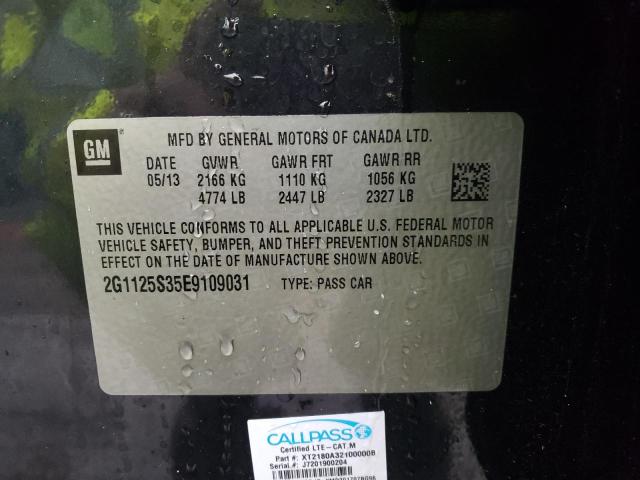 GM
MFD BY GENERAL MOTORS OF CANADA LTD.
DATE GVWR GAWR FRT GAWR RR
05/13 2166 KG 1110 KG 1056 KG
4774 LB 2447 LB 2327 LB
THIS VEHICLE CONFORMS TO ALL APPLICABLE U.S. FEDERAL MOTOR
VEHICLE SAFETY, BUMPER, AND THEFT PREVENTION STANDARDS IN
EFFECT ON THE DATE OF MANUFACTURE SHOWN ABOVE.
2G1125S35E9109031 TYPE: PASS CAR
CALLPASS
Certified LTE-CAT.M
Part #: XT2180A32100000B
Serial: J7201900204